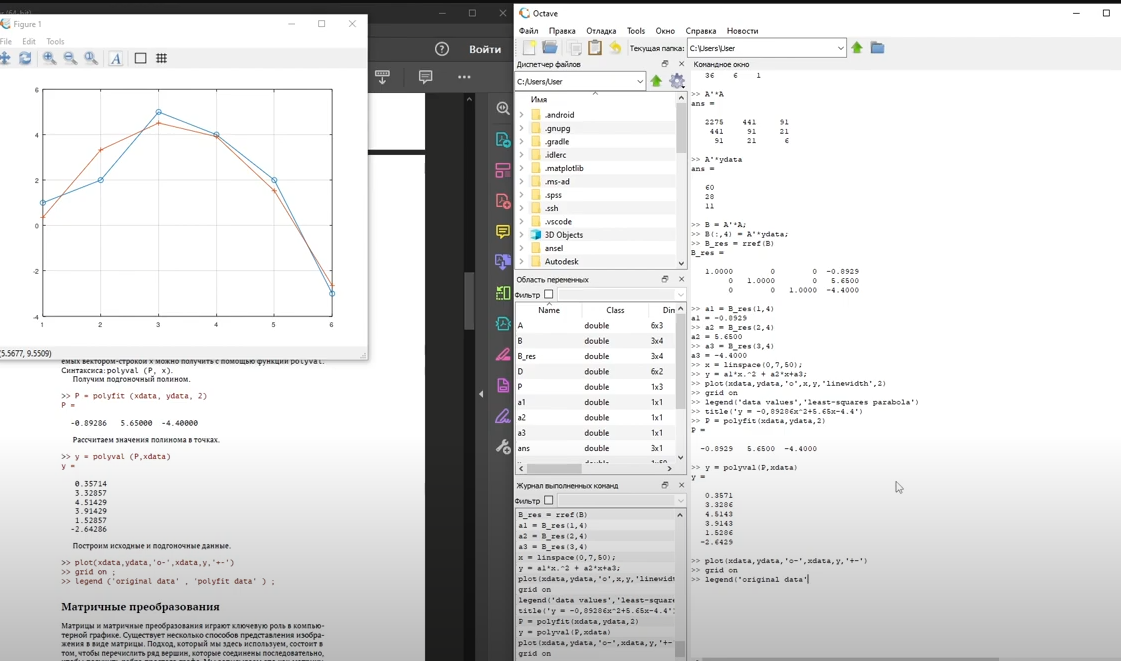 Figure 1
File Edit Tools
6
4
2
0
-2
-4
1 2 3 4 5 6
(5.5677, 9.5509)
Войти
емых вектором-строкой x можно получить с помощью функции polyval.
Синтаксис: polyval (P, x).
Получим подгоночный полином.
>> P = polyfit (xdata, ydata, 2)
P =
-0.89286 5.65000 -4.40000
Рассчитаем значения полинома в точках.
>> y = polyval (P,xdata)
y =
0.35714
3.32857
4.51429
3.91429
1.52857
-2.64286
Построим исходные и подгоночные данные.
>> plot(xdata,ydata,'o-',xdata,y,'+-')
>> grid on ;
>> legend ('original data' , 'polyfit data' ) ;
Матричные преобразования
Матрицы и матричные преобразования играют ключевую роль в компью-
терной графике. Существует несколько способов представления изобра-
жения в виде матрицы. Подход, который мы здесь используем, состоит в
том, чтобы перечислить ряд вершин, которые соединены последовательно,
Octave
Файл Правка Отладка Tools Окно Справка Новости
Текущая папка: C:\Users\User
Диспетчер файлов
C:/Users/User
Имя
.android
.gnupg
.gradle
.idlerc
.matplotlib
.ms-ad
.spss
.ssh
.vscode
3D Objects
ansel
Autodesk
Область переменных
Фильтр
Name Class Dim
A double 6x3
B double 3x4
B_res double 3x4
D double 6x2
P double 1x3
a1 double 1x1
a2 double 1x1
a3 double 1x1
ans double 3x1
Журнал выполненных команд
Фильтр
B_res = rref(B)
a1 = B_res(1,4)
a2 = B_res(2,4)
a3 = B_res(3,4)
x = linspace(0,7,50);
y = a1*x.^2 + a2*x+a3;
plot(xdata,ydata,'o',x,y,'linewidt
grid on
legend('data values','least-square
title('y = -0,89286x^2+5.65x-4.4'
P = polyfit(xdata,ydata,2)
y = polyval(P,xdata)
plot(xdata,ydata,'o-',xdata,y,'+-
grid on
Командное окно
36 6 1
>> A'*A
ans =
2275 441 91
441 91 21
91 21 6
>> A'*ydata
ans =
60
28
11
>> B = A'*A;
>> B(:,4) = A'*ydata;
>> B_res = rref(B)
B_res =
1.0000 0 0 -0.8929
0 1.0000 0 5.6500
0 0 1.0000 -4.4000
>> a1 = B_res(1,4)
a1 = -0.8929
>> a2 = B_res(2,4)
a2 = 5.6500
>> a3 = B_res(3,4)
a3 = -4.4000
>> x = linspace(0,7,50);
>> y = a1*x.^2 + a2*x+a3;
>> plot(xdata,ydata,'o',x,y,'linewidth',2)
>> grid on
>> legend('data values','least-squares parabola')
>> title('y = -0,89286x^2+5.65x-4.4')
>> P = polyfit(xdata,ydata,2)
P =
-0.8929 5.6500 -4.4000
>> y = polyval(P,xdata)
y =
0.3571
3.3286
4.5143
3.9143
1.5286
-2.6429
>> plot(xdata,ydata,'o-',xdata,y,'+-')
>> grid on
>> legend('original data'